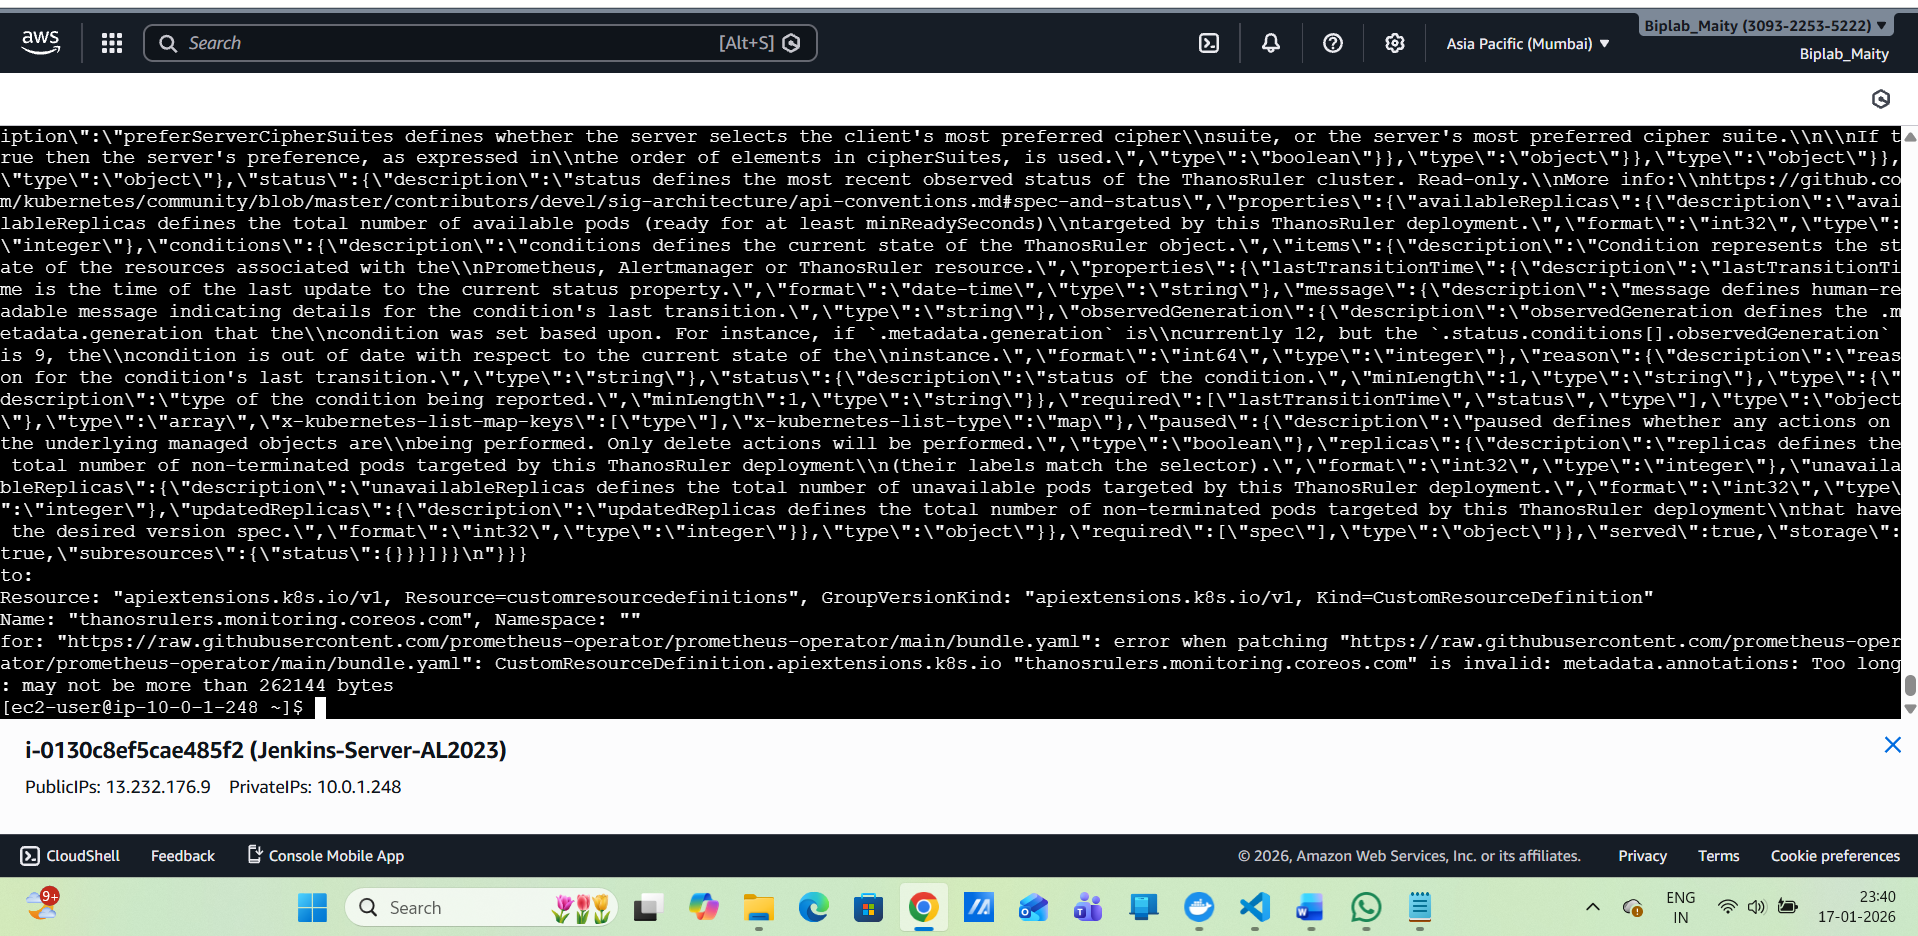 aws
Search [Alt+S]
Asia Pacific (Mumbai) ▼
Biplab_Maity (3093-2253-5222) ▼
Biplab_Maity
iption\":\"preferServerCipherSuites defines whether the server selects the client's most preferred cipher\\nsuite, or the server's most preferred cipher suite.\\n\\nIf t
rue then the server's preference, as expressed in\\nthe order of elements in cipherSuites, is used.\",\"type\":\"boolean\"}},\"type\":\"object\"}},\"type\":\"object\"}},
\"type\":\"object\"},\"status\":{\"description\":\"status defines the most recent observed status of the ThanosRuler cluster. Read-only.\\nMore info:\\nhttps://github.co
m/kubernetes/community/blob/master/contributors/devel/sig-architecture/api-conventions.md#spec-and-status\",\"properties\":{\"availableReplicas\":{\"description\":\"avai
lableReplicas defines the total number of available pods (ready for at least minReadySeconds)\\ntargeted by this ThanosRuler deployment.\",\"format\":\"int32\",\"type\":
\"integer\"},\"conditions\":{\"description\":\"conditions defines the current state of the ThanosRuler object.\",\"items\":{\"description\":\"Condition represents the st
ate of the resources associated with the\\nPrometheus, Alertmanager or ThanosRuler resource.\",\"properties\":{\"lastTransitionTime\":{\"description\":\"lastTransitionTi
me is the time of the last update to the current status property.\",\"format\":\"date-time\",\"type\":\"string\"},\"message\":{\"description\":\"message defines human-re
adable message indicating details for the condition's last transition.\",\"type\":\"string\"},\"observedGeneration\":{\"description\":\"observedGeneration defines the .m
etadata.generation that the\\ncondition was set based upon. For instance, if `.metadata.generation` is\\ncurrently 12, but the `.status.conditions[].observedGeneration`
is 9, the\\ncondition is out of date with respect to the current state of the\\ninstance.\",\"format\":\"int64\",\"type\":\"integer\"},\"reason\":{\"description\":\"reas
on for the condition's last transition.\",\"type\":\"string\"},\"status\":{\"description\":\"status of the condition.\",\"minLength\":1,\"type\":\"string\"},\"type\":{\"
description\":\"type of the condition being reported.\",\"minLength\":1,\"type\":\"string\"}},\"required\":[\"lastTransitionTime\",\"status\",\"type\"],\"type\":\"object
\"},\"type\":\"array\",\"x-kubernetes-list-map-keys\":[\"type\"],\"x-kubernetes-list-type\":\"map\"},\"paused\":{\"description\":\"paused defines whether any actions on
the underlying managed objects are\\nbeing performed. Only delete actions will be performed.\",\"type\":\"boolean\"},\"replicas\":{\"description\":\"replicas defines the
 total number of non-terminated pods targeted by this ThanosRuler deployment\\n(their labels match the selector).\",\"format\":\"int32\",\"type\":\"integer\"},\"unavaila
bleReplicas\":{\"description\":\"unavailableReplicas defines the total number of unavailable pods targeted by this ThanosRuler deployment.\",\"format\":\"int32\",\"type\
":\"integer\"},\"updatedReplicas\":{\"description\":\"updatedReplicas defines the total number of non-terminated pods targeted by this ThanosRuler deployment\\nthat have
 the desired version spec.\",\"format\":\"int32\",\"type\":\"integer\"}},\"type\":\"object\"}},\"required\":[\"spec\"],\"type\":\"object\"}},\"served\":true,\"storage\":
true,\"subresources\":{\"status\":{}}}]}}\n"}}}
to:
Resource: "apiextensions.k8s.io/v1, Resource=customresourcedefinitions", GroupVersionKind: "apiextensions.k8s.io/v1, Kind=CustomResourceDefinition"
Name: "thanosrulers.monitoring.coreos.com", Namespace: ""
for: "https://raw.githubusercontent.com/prometheus-operator/prometheus-operator/main/bundle.yaml": error when patching "https://raw.githubusercontent.com/prometheus-oper
ator/prometheus-operator/main/bundle.yaml": CustomResourceDefinition.apiextensions.k8s.io "thanosrulers.monitoring.coreos.com" is invalid: metadata.annotations: Too long
: may not be more than 262144 bytes
[ec2-user@ip-10-0-1-248 ~]$
i-0130c8ef5cae485f2 (Jenkins-Server-AL2023)
PublicIPs: 13.232.176.9 PrivateIPs: 10.0.1.248
CloudShell Feedback Console Mobile App © 2026, Amazon Web Services, Inc. or its affiliates. Privacy Terms Cookie preferences
9+
Search
ENG
IN
23:40
17-01-2026